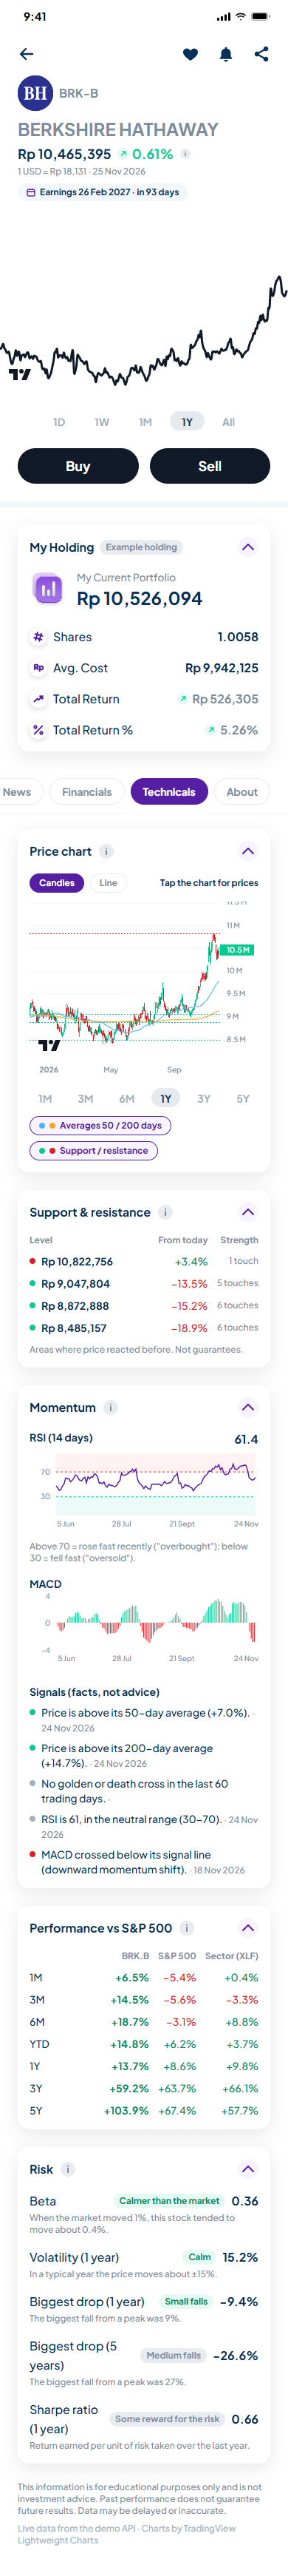 9:41
BH BRK-B
BERKSHIRE HATHAWAY
Rp 10,465,395 0.61% i
1 USD = Rp 18,131 · 25 Nov 2026
Earnings 26 Feb 2027 · in 93 days
1D 1W 1M 1Y All
Buy Sell
My Holding Example holding
My Current Portfolio
Rp 10,526,094
Shares 1.0058
Rp Avg. Cost Rp 9,942,125
Total Return Rp 526,305
Total Return % 5.26%
News Financials Technicals About
Price chart i
Candles Line Tap the chart for prices
11.5 M
11 M
10.5 M
10 M
9.5 M
9 M
8.5 M
2026 May Sep
1M 3M 6M 1Y 3Y 5Y
Averages 50 / 200 days
Support / resistance
Support & resistance i
Level From today Strength
Rp 10,822,756 +3.4% 1 touch
Rp 9,047,804 −13.5% 5 touches
Rp 8,872,888 −15.2% 6 touches
Rp 8,485,157 −18.9% 6 touches
Areas where price reacted before. Not guarantees.
Momentum i
RSI (14 days) 61.4
70
30
5 Jun 28 Jul 21 Sept 24 Nov
Above 70 = rose fast recently ("overbought"); below
30 = fell fast ("oversold").
MACD
4
0
-4
5 Jun 28 Jul 21 Sept 24 Nov
Signals (facts, not advice)
Price is above its 50-day average (+7.0%). ·
24 Nov 2026
Price is above its 200-day average
(+14.7%). · 24 Nov 2026
No golden or death cross in the last 60
trading days. ·
RSI is 61, in the neutral range (30–70). · 24 Nov
2026
MACD crossed below its signal line
(downward momentum shift). · 18 Nov 2026
Performance vs S&P 500 i
BRK.B S&P 500 Sector (XLF)
1M +6.5% −5.4% +0.4%
3M +14.5% −5.6% −3.3%
6M +18.7% −3.1% +8.8%
YTD +14.8% +6.2% +3.7%
1Y +13.7% +8.6% +9.8%
3Y +59.2% +63.7% +66.1%
5Y +103.9% +67.4% +57.7%
Risk i
Beta Calmer than the market 0.36
When the market moved 1%, this stock tended to
move about 0.4%.
Volatility (1 year) Calm 15.2%
In a typical year the price moves about ±15%.
Biggest drop (1 year) Small falls −9.4%
The biggest fall from a peak was 9%.
Biggest drop (5
years) Medium falls −26.6%
The biggest fall from a peak was 27%.
Sharpe ratio
(1 year) Some reward for the risk 0.66
Return earned per unit of risk taken over the last year.
This information is for educational purposes only and is not
investment advice. Past performance does not guarantee
future results. Data may be delayed or inaccurate.
Live data from the demo API · Charts by TradingView
Lightweight Charts